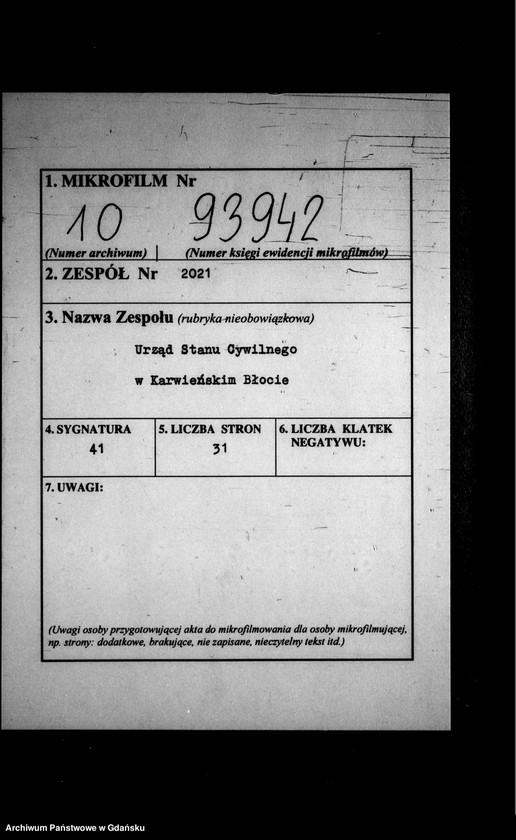 1. MIKROFILM Nr
10 93942
(Numer archiwum) (Numer księgi ewidencji mikrofilmów)
2. ZESPÓŁ Nr 2021
3. Nazwa Zespołu (rubryka nieobowiązkowa)
Urząd Stanu Cywilnego
w Karwieńskim Błocie
4. SYGNATURA 5. LICZBA STRON 6. LICZBA KLATEK
NEGATYWU:
41 31
7. UWAGI:
(Uwagi osoby przygotowującej akta do mikrofilmowania dla osoby mikrofilmującej,
np. strony: dodatkowe, brakujące, nie zapisane, nieczytelny tekst itd.)
Archiwum Państwowe w Gdańsku